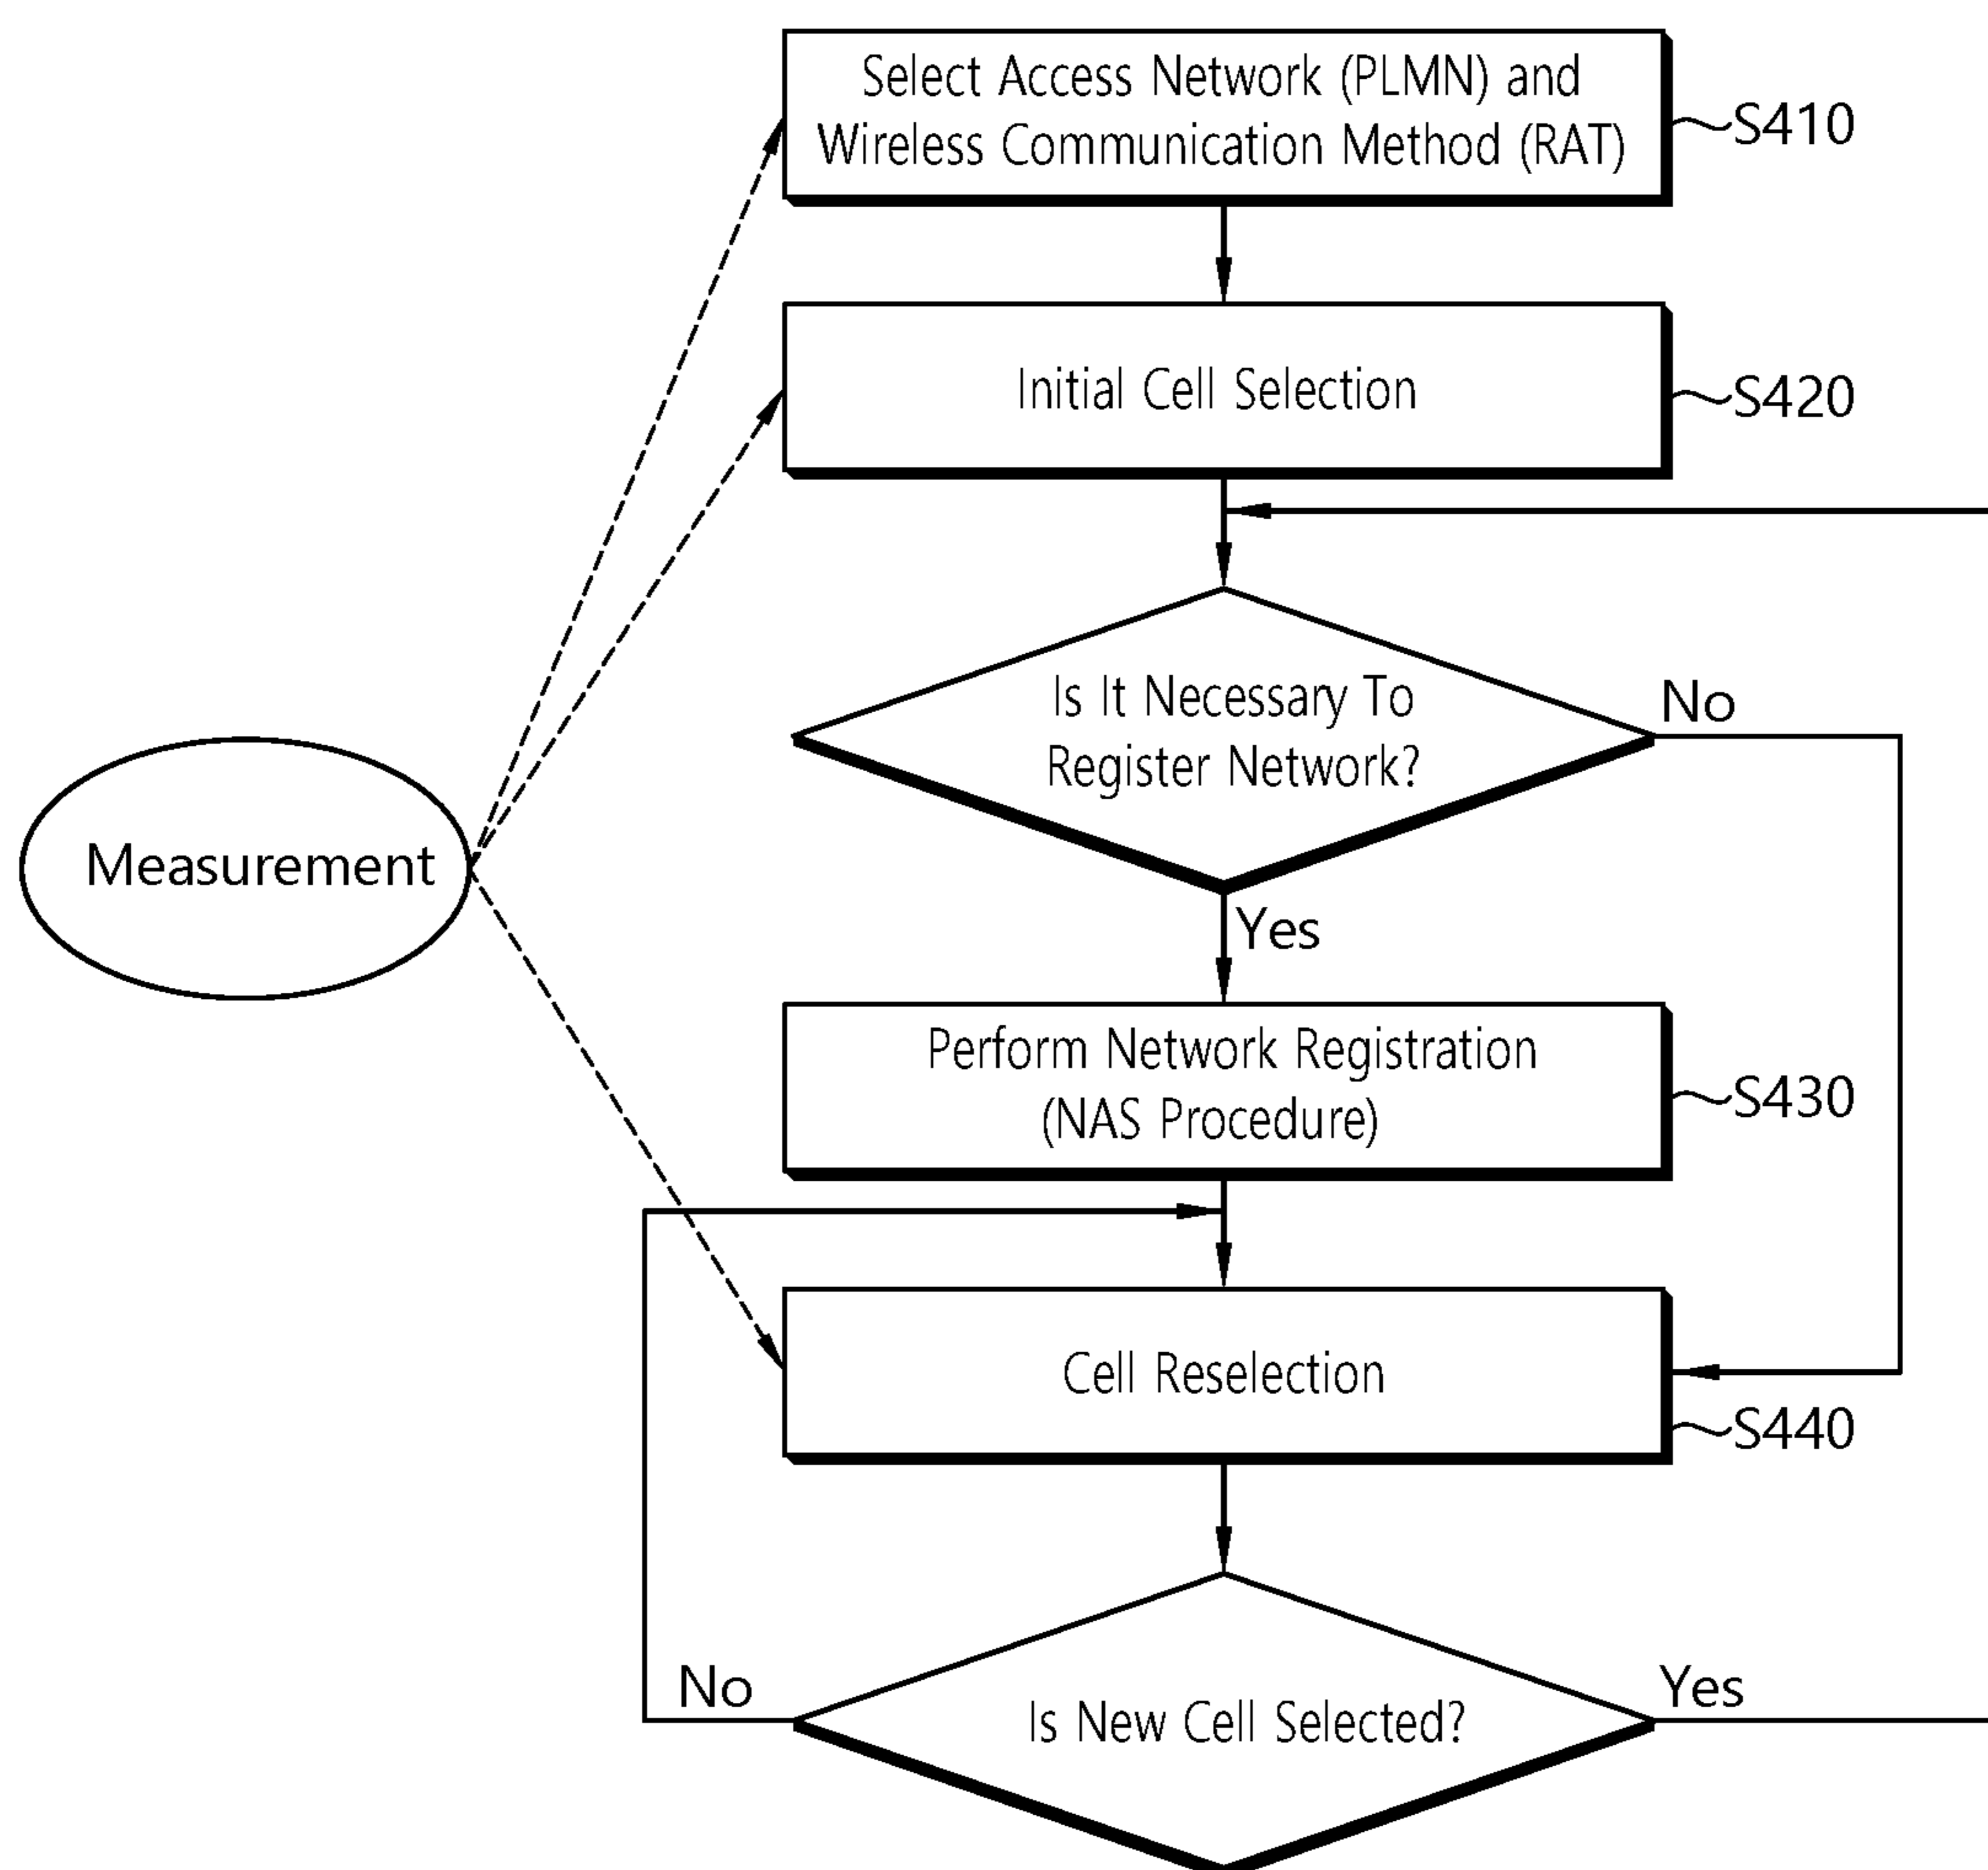 Select Access Network (PLMN) and
Wireless Communication Method (RAT)
S410
Initial Cell Selection
S420
Is It Necessary To
Register Network?
No
Measurement
Yes
Perform Network Registration
(NAS Procedure)
S430
Cell Reselection
S440
No
Is New Cell Selected?
Yes